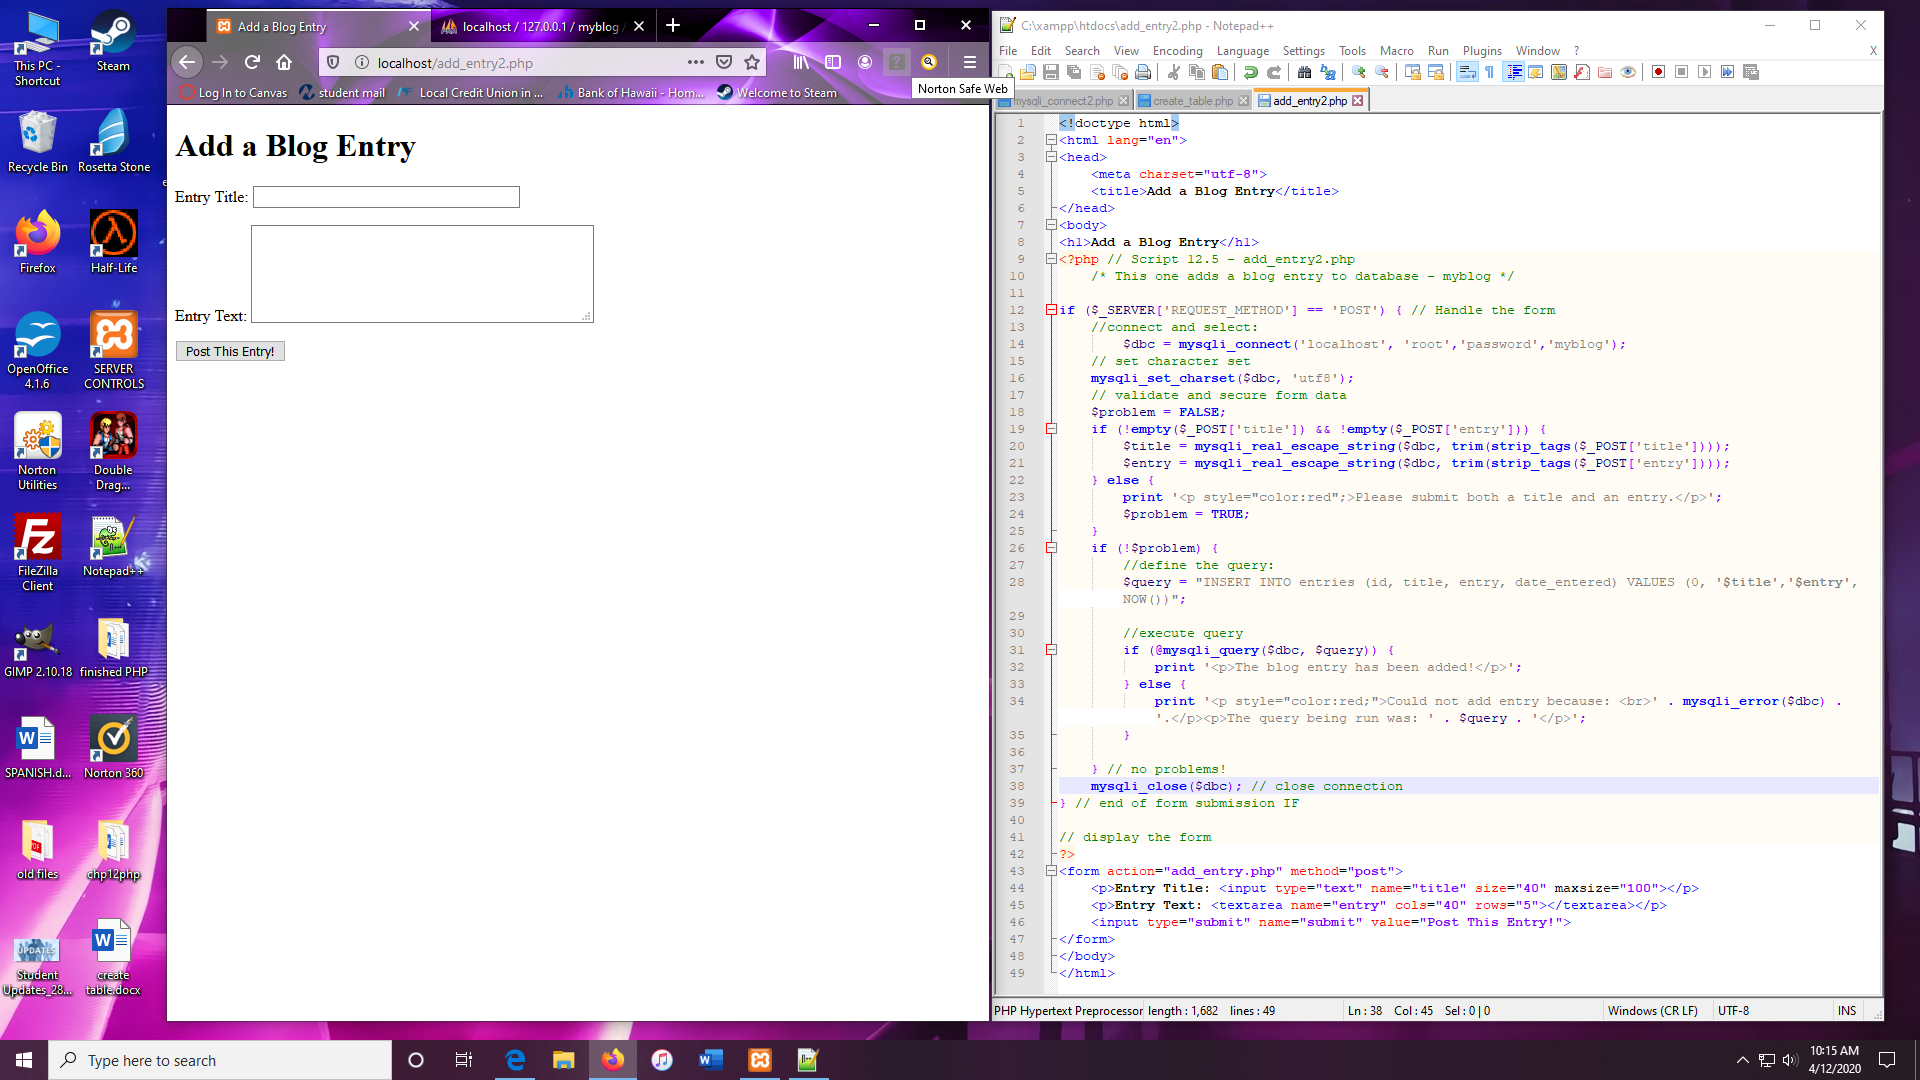 This PC - Shortcut
Steam
Recycle Bin
Rosetta Stone
Firefox
Half-Life
OpenOffice 4.1.6
SERVER CONTROLS
Norton Utilities
Double Drag...
FileZilla Client
Notepad++
GIMP 2.10.18
finished PHP
SPANISH.d...
Norton 360
old files
chp12php
Student Updates_28...
create table.docx
Add a Blog Entry
localhost / 127.0.0.1 / myblog /
localhost/add_entry2.php
Log In to Canvas
student mail
Local Credit Union in ...
Bank of Hawaii - Hom...
Welcome to Steam
Norton Safe Web
Add a Blog Entry
Entry Title:
Entry Text:
Post This Entry!
C:\xampp\htdocs\add_entry2.php - Notepad++
File Edit Search View Encoding Language Settings Tools Macro Run Plugins Window ? X
mysqli_connect2.php create_table.php add_entry2.php
1 <!doctype html>
2 <html lang="en">
3 <head>
4 <meta charset="utf-8">
5 <title>Add a Blog Entry</title>
6 </head>
7 <body>
8 <h1>Add a Blog Entry</h1>
9 <?php // Script 12.5 - add_entry2.php
10 /* This one adds a blog entry to database - myblog */
11
12 if ($_SERVER['REQUEST_METHOD'] == 'POST') { // Handle the form
13 //connect and select:
14 $dbc = mysqli_connect('localhost', 'root','password','myblog');
15 // set character set
16 mysqli_set_charset($dbc, 'utf8');
17 // validate and secure form data
18 $problem = FALSE;
19 if (!empty($_POST['title']) && !empty($_POST['entry'])) {
20 $title = mysqli_real_escape_string($dbc, trim(strip_tags($_POST['title'])));
21 $entry = mysqli_real_escape_string($dbc, trim(strip_tags($_POST['entry'])));
22 } else {
23 print '<p style="color:red";>Please submit both a title and an entry.</p>';
24 $problem = TRUE;
25 }
26 if (!$problem) {
27 //define the query:
28 $query = "INSERT INTO entries (id, title, entry, date_entered) VALUES (0, '$title','$entry',
NOW())";
29
30 //execute query
31 if (@mysqli_query($dbc, $query)) {
32 print '<p>The blog entry has been added!</p>';
33 } else {
34 print '<p style="color:red;">Could not add entry because: <br>' . mysqli_error($dbc) .
'.</p><p>The query being run was: ' . $query . '</p>';
35 }
36
37 } // no problems!
38 mysqli_close($dbc); // close connection
39 } // end of form submission IF
40
41 // display the form
42 ?>
43 <form action="add_entry.php" method="post">
44 <p>Entry Title: <input type="text" name="title" size="40" maxsize="100"></p>
45 <p>Entry Text: <textarea name="entry" cols="40" rows="5"></textarea></p>
46 <input type="submit" name="submit" value="Post This Entry!">
47 </form>
48 </body>
49 </html>
PHP Hypertext Preprocessor length : 1,682 lines : 49 Ln : 38 Col : 45 Sel : 0 | 0 Windows (CR LF) UTF-8 INS
Type here to search
10:15 AM
4/12/2020